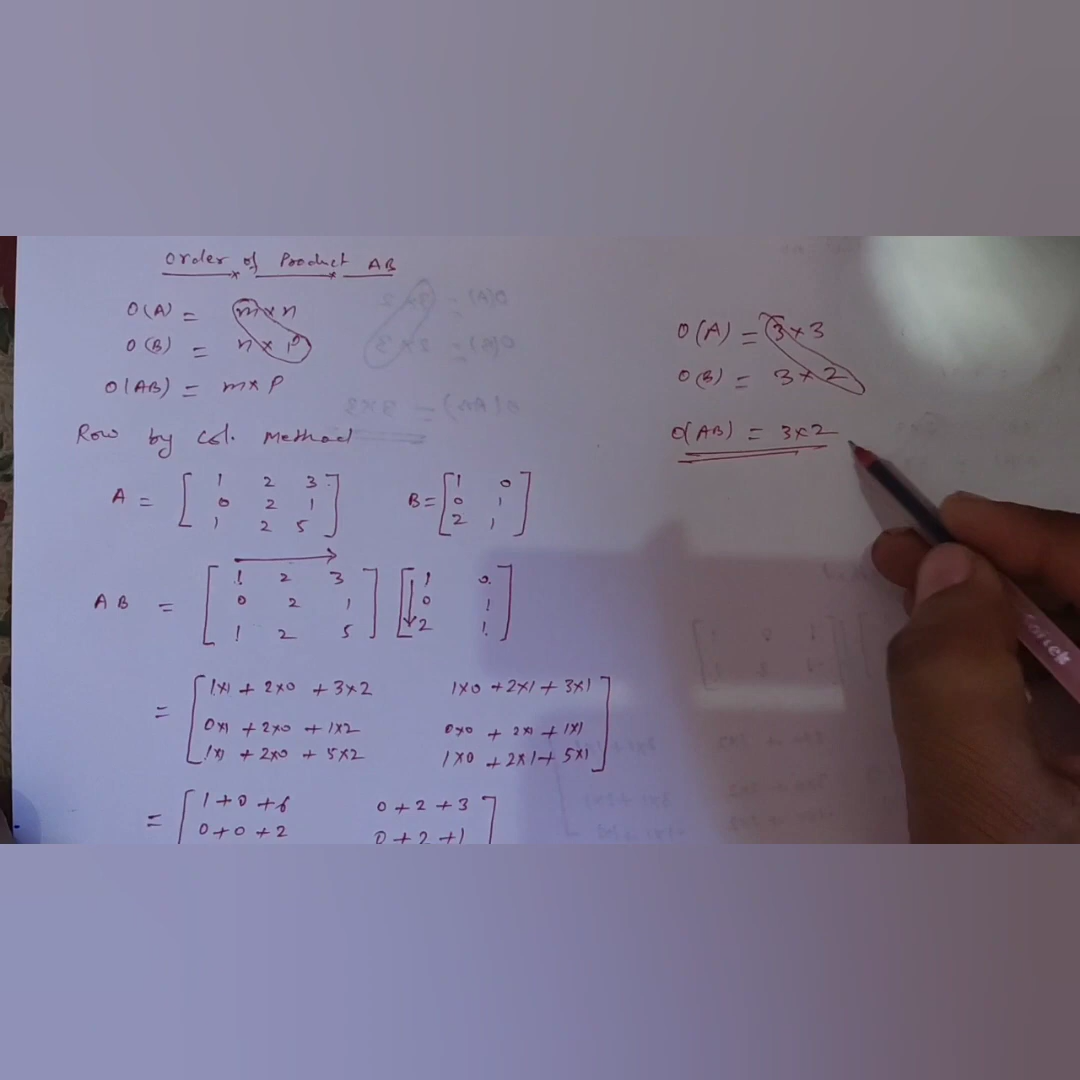 Order of Product AB
O(A) = m×n
O(B) = n×p
O(AB) = m×p
Row by Col. Method
A = [ 1 2 3 B = [ 1 0
0 2 1 0 1
1 2 5 ] 2 1 ]
AB = [ 1 2 3 ] [ 1 0
0 2 1 0 1
1 2 5 ] 2 1 ]
= [ 1×1 + 2×0 + 3×2 1×0 + 2×1 + 3×1
0×1 + 2×0 + 1×2 0×0 + 2×1 + 1×1
1×1 + 2×0 + 5×2 1×0 + 2×1 + 5×1 ]
= [ 1+0+6 0+2+3
0+0+2 0+2+1
O(A) = 3×3
O(B) = 3×2
O(AB) = 3×2